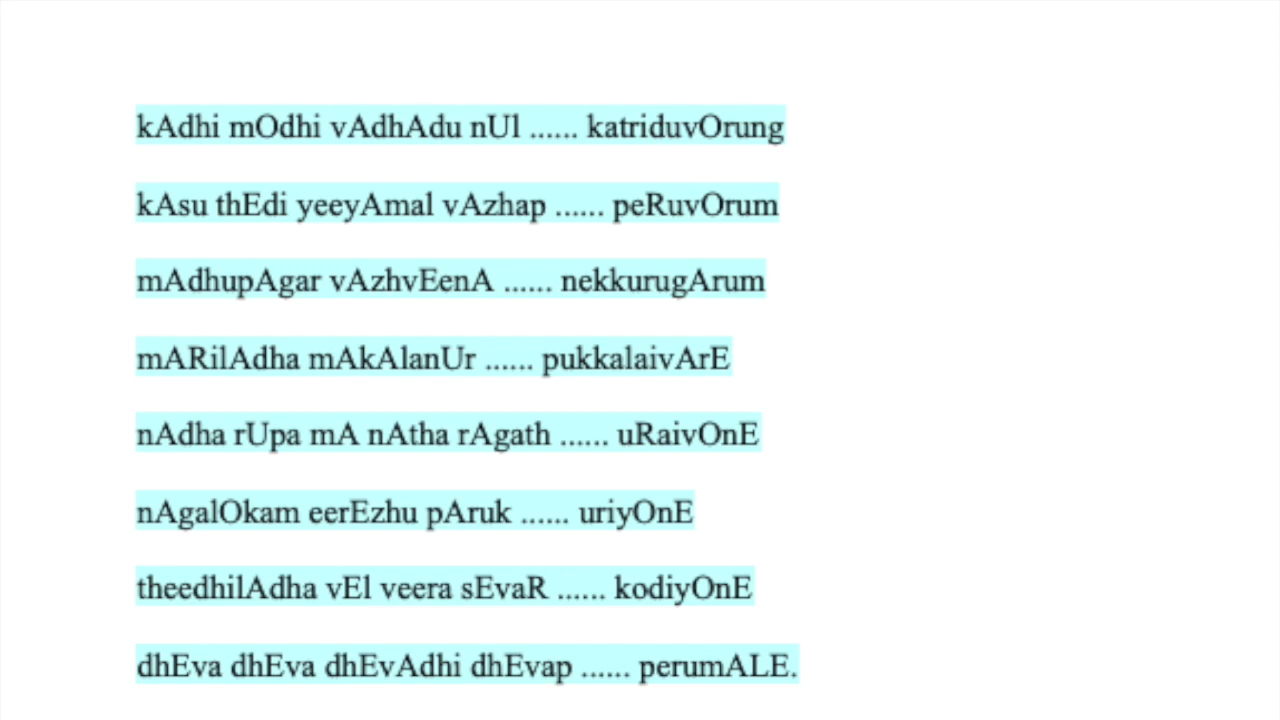 kAdhi mOdhi vAdhAdu nUl ...... katriduvOrung
kAsu thEdi yeeyAmal vAzhap ...... peRuvOrum
mAdhupAgar vAzhvEenA ...... nekkurugArum
mARilAdha mAkAlanUr ...... pukkalaivArE
nAdha rUpa mA nAtha rAgath ...... uRaivOnE
nAgalOkam eerEzhu pAruk ...... uriyOnE
theedhilAdha vEl veera sEvaR ...... kodiyOnE
dhEva dhEva dhEvAdhi dhEvap ...... perumALE.